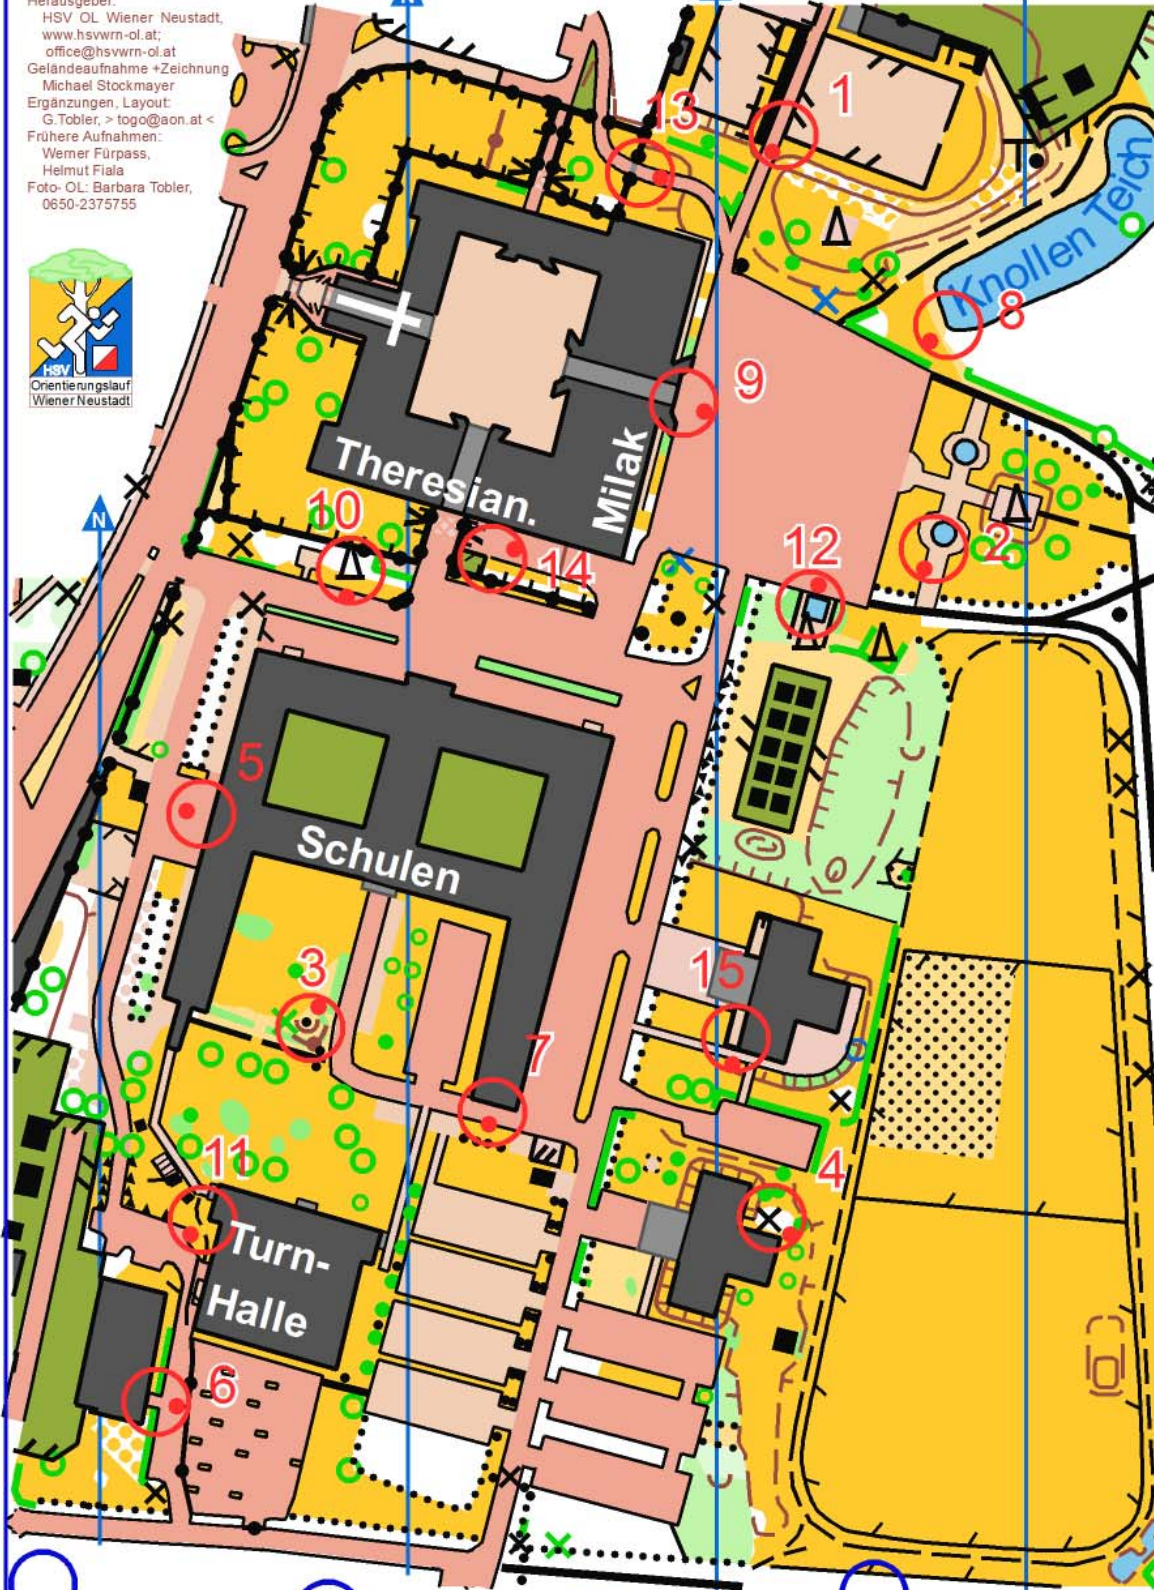 Herausgeber:
HSV OL Wiener Neustadt,
www.hsvwrn-ol.at;
office@hsvwrn-ol.at
Geländeaufnahme +Zeichnung
Michael Stockmayer
Ergänzungen, Layout:
G.Tobler, > togo@aon.at <
Frühere Aufnahmen:
Werner Fürpass,
Helmut Fiala
Foto- OL: Barbara Tobler,
0650-2375755
HSV
Orientierungslauf
Wiener Neustadt
13
1
Knollen Teich
8
9
Theresian.
Milak
10
N
14
12
2
5
Schulen
3
15
7
11
4
Turn-
Halle
6